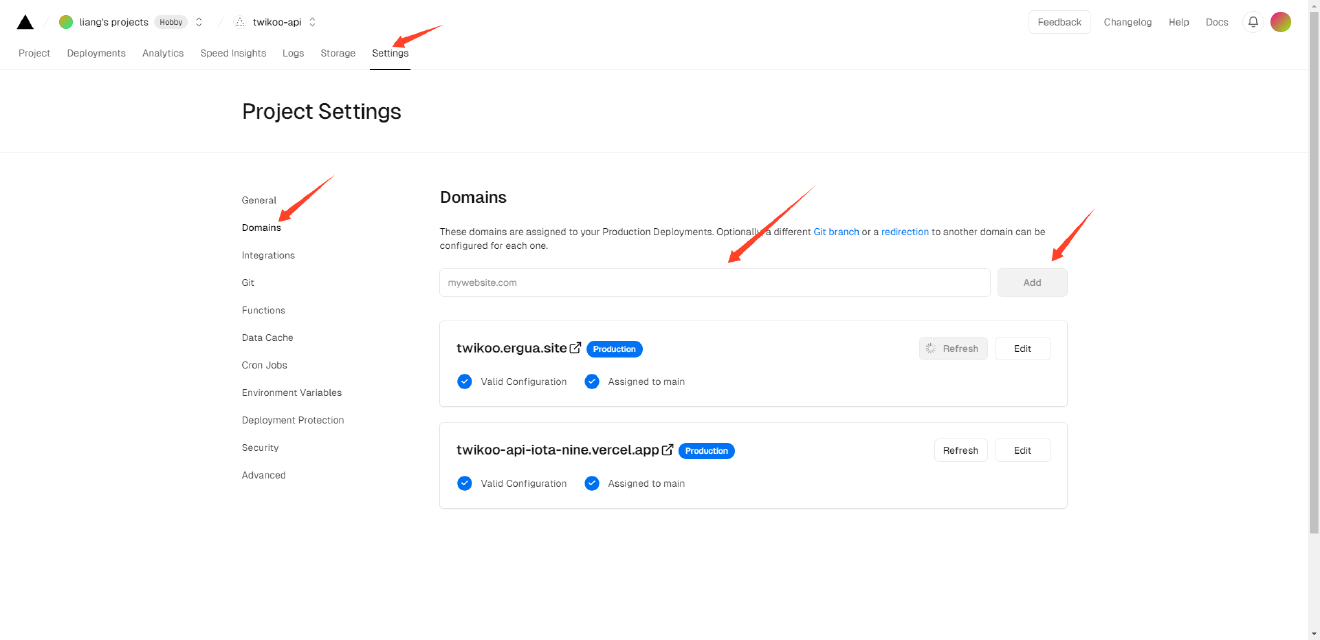 liang's projects Hobby twikoo-api Feedback Changelog Help Docs
Project Deployments Analytics Speed Insights Logs Storage Settings
Project Settings
General
Domains
Integrations
Git
Functions
Data Cache
Cron Jobs
Environment Variables
Deployment Protection
Security
Advanced
Domains
These domains are assigned to your Production Deployments. Optionally, a different Git branch or a redirection to another domain can be
configured for each one.
mywebsite.com Add
twikoo.ergua.site Production Refresh Edit
Valid Configuration Assigned to main
twikoo-api-iota-nine.vercel.app Production Refresh Edit
Valid Configuration Assigned to main